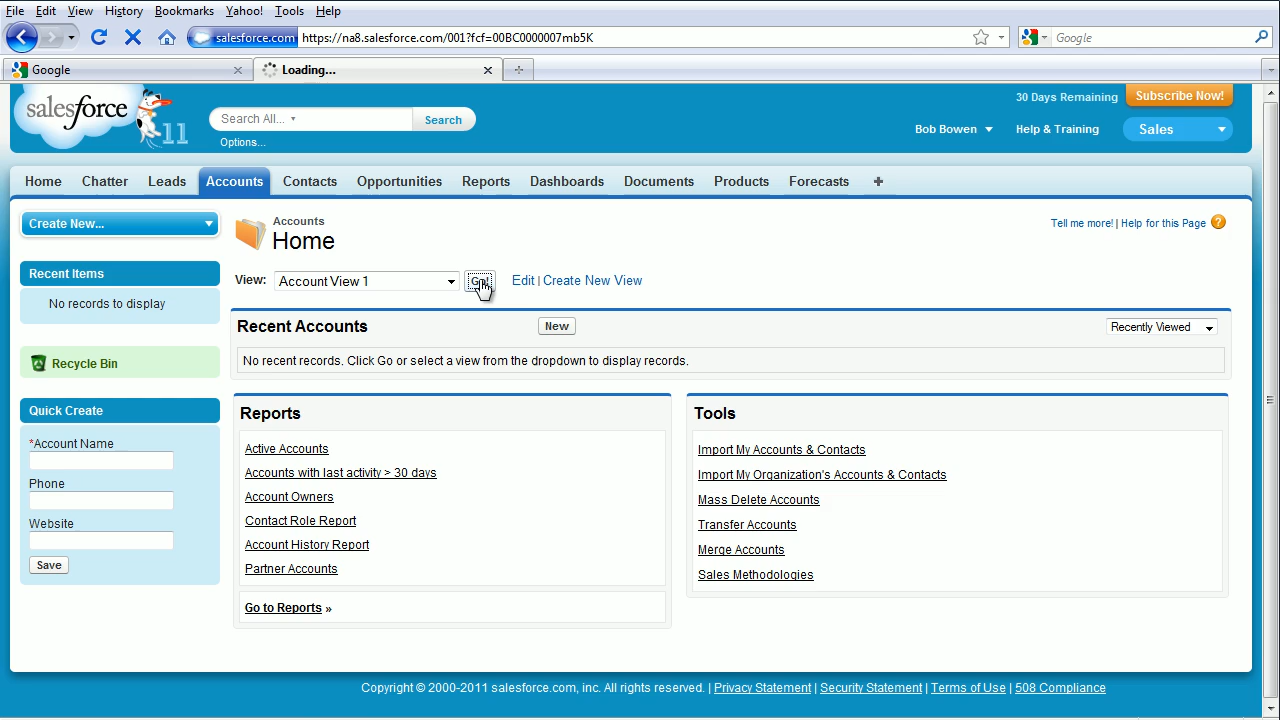 File Edit View History Bookmarks Yahoo! Tools Help
salesforce.com https://na8.salesforce.com/001?fcf=00BC0000007mb5K Google
Google Loading...
30 Days Remaining Subscribe Now!
salesforce 11 Search All... Search
Options...
Bob Bowen Help & Training Sales
Home Chatter Leads Accounts Contacts Opportunities Reports Dashboards Documents Products Forecasts +
Create New...
Accounts
Home
Tell me more! | Help for this Page ?
View: Account View 1 Go! Edit | Create New View
Recent Items
No records to display
Recycle Bin
Quick Create
*Account Name
Phone
Website
Save
Recent Accounts New Recently Viewed
No recent records. Click Go or select a view from the dropdown to display records.
Reports
Active Accounts
Accounts with last activity > 30 days
Account Owners
Contact Role Report
Account History Report
Partner Accounts
Go to Reports »
Tools
Import My Accounts & Contacts
Import My Organization's Accounts & Contacts
Mass Delete Accounts
Transfer Accounts
Merge Accounts
Sales Methodologies
Copyright © 2000-2011 salesforce.com, inc. All rights reserved. | Privacy Statement | Security Statement | Terms of Use | 508 Compliance